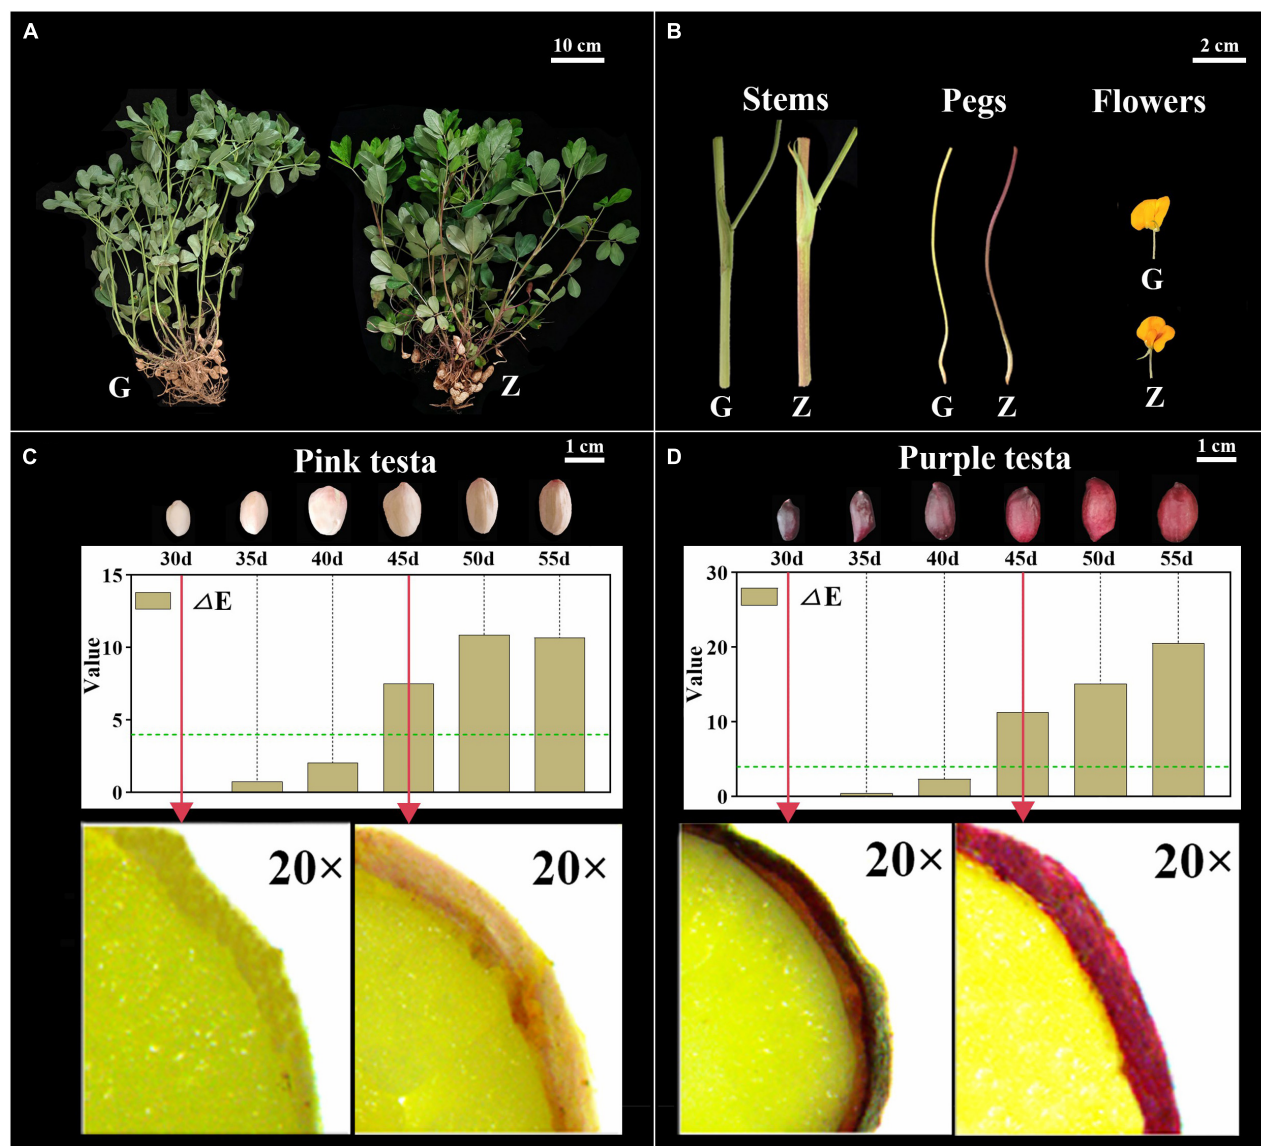 A
10 cm
G
Z
B
2 cm
Stems
Pegs
Flowers
G
Z
G
Z
G
Z
C
1 cm
Pink testa
30d 35d 40d 45d 50d 55d
15
10
5
0
Value
△E
20×
20×
D
1 cm
Purple testa
30d 35d 40d 45d 50d 55d
30
20
10
0
Value
△E
20×
20×